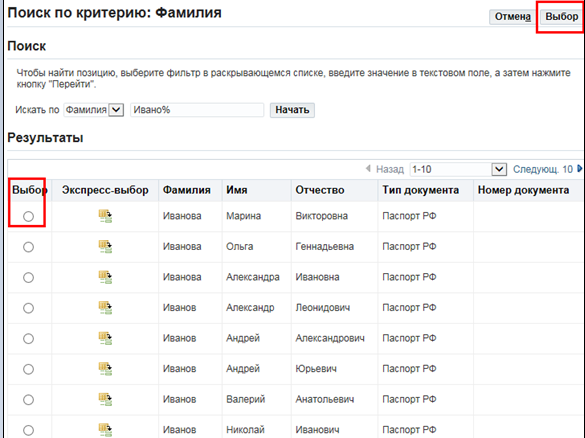 Поиск по критерию: Фамилия
Отмена Выбор
Поиск
Чтобы найти позицию, выберите фильтр в раскрывающемся списке, введите значение в текстовом поле, а затем нажмите
кнопку "Перейти".
Искать по Фамилия Ивано% Начать
Результаты
Назад 1-10 Следующ. 10
Выбор Экспресс-выбор Фамилия Имя Отчество Тип документа Номер документа
Иванова Марина Викторовна Паспорт РФ
Иванова Ольга Геннадьевна Паспорт РФ
Иванова Александра Ивановна Паспорт РФ
Иванов Александр Леонидович Паспорт РФ
Иванов Андрей Александрович Паспорт РФ
Иванов Андрей Юрьевич Паспорт РФ
Иванов Валерий Анатольевич Паспорт РФ
Иванов Николай Иванович Паспорт РФ